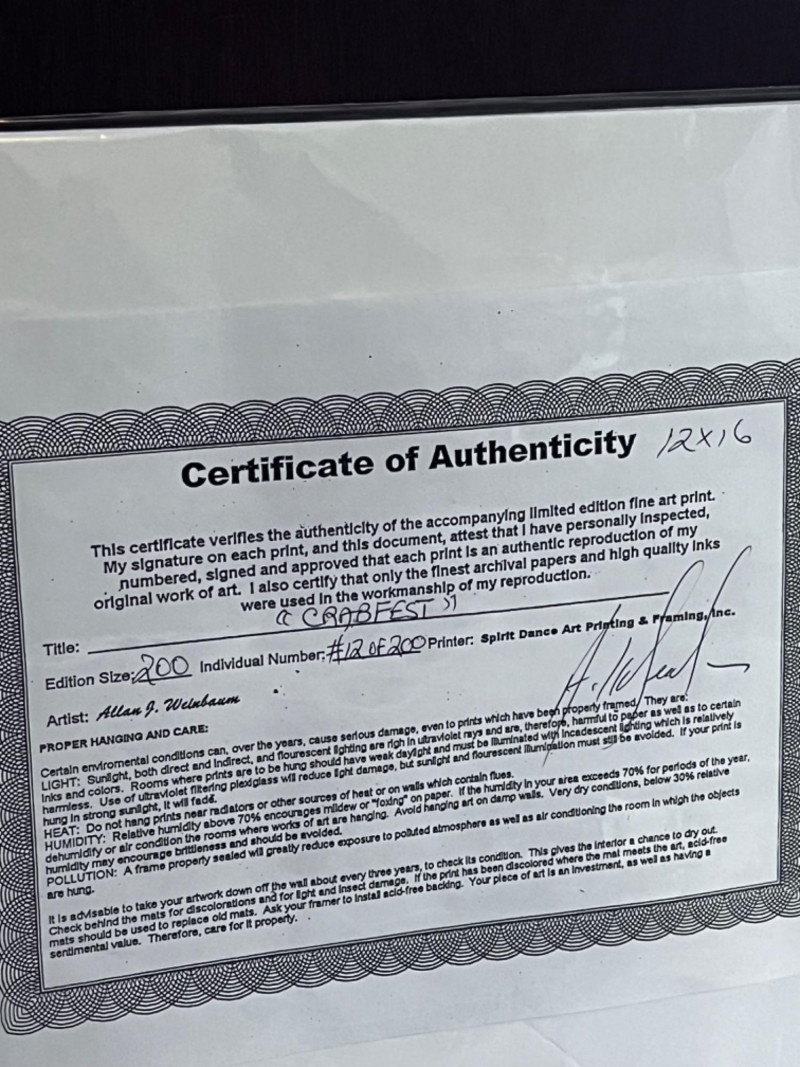 Certificate of Authenticity 12x16
This certificate verifies the authenticity of the accompanying limited edition fine art print.
My signature on each print, and this document, attest that I have personally inspected,
numbered, signed and approved that each print is an authentic reproduction of my
original work of art. I also certify that only the finest archival papers and high quality inks
were used in the workmanship of my reproduction.
Title: "CRABFEST"
Edition Size: 200 Individual Number: #12 OF 200 Printer: Spirit Dance Art Printing & Framing, Inc.
Artist: Allan J. Weinbaum
PROPER HANGING AND CARE:
Certain enviromental conditions can, over the years, cause serious damage, even to prints which have been properly framed. They are:
LIGHT: Sunlight, both direct and indirect, and flourescent lighting are righ in ultraviolet rays and are, therefore, harmful to paper as well as to certain
inks and colors. Rooms where prints are to be hung should have weak daylight and must be illuminated with incadescent lighting which is relatively
harmless. Use of ultraviolet filtering plexiglass will reduce light damage, but sunlight and flourescent illumination must still be avoided. If your print is
hung in strong sunlight, it will fade.
HEAT: Do not hang prints near radiators or other sources of heat or on walls which contain flues.
HUMIDITY: Relative humidity above 70% encourages mildew or "foxing" on paper. If the humidity in your area exceeds 70% for periods of the year,
dehumidify or air condition the rooms where works of art are hanging. Avoid hanging art on damp walls. Very dry conditions, below 30% relative
humidity may encourage brittleness and should be avoided.
POLLUTION: A frame properly sealed will greatly reduce exposure to polluted atmosphere as well as air conditioning the room in whigh the objects
are hung.
It is advisable to take your artwork down off the wall about every three years, to check its condition. This gives the interior a chance to dry out.
Check behind the mats for discolorations and for light and insect damage. If the print has been discolored where the mat meets the art, acid-free
mats should be used to replace old mats. Ask your framer to install acid-free backing. Your piece of art is an investment, as well as having a
sentimental value. Therefore, care for it properly.